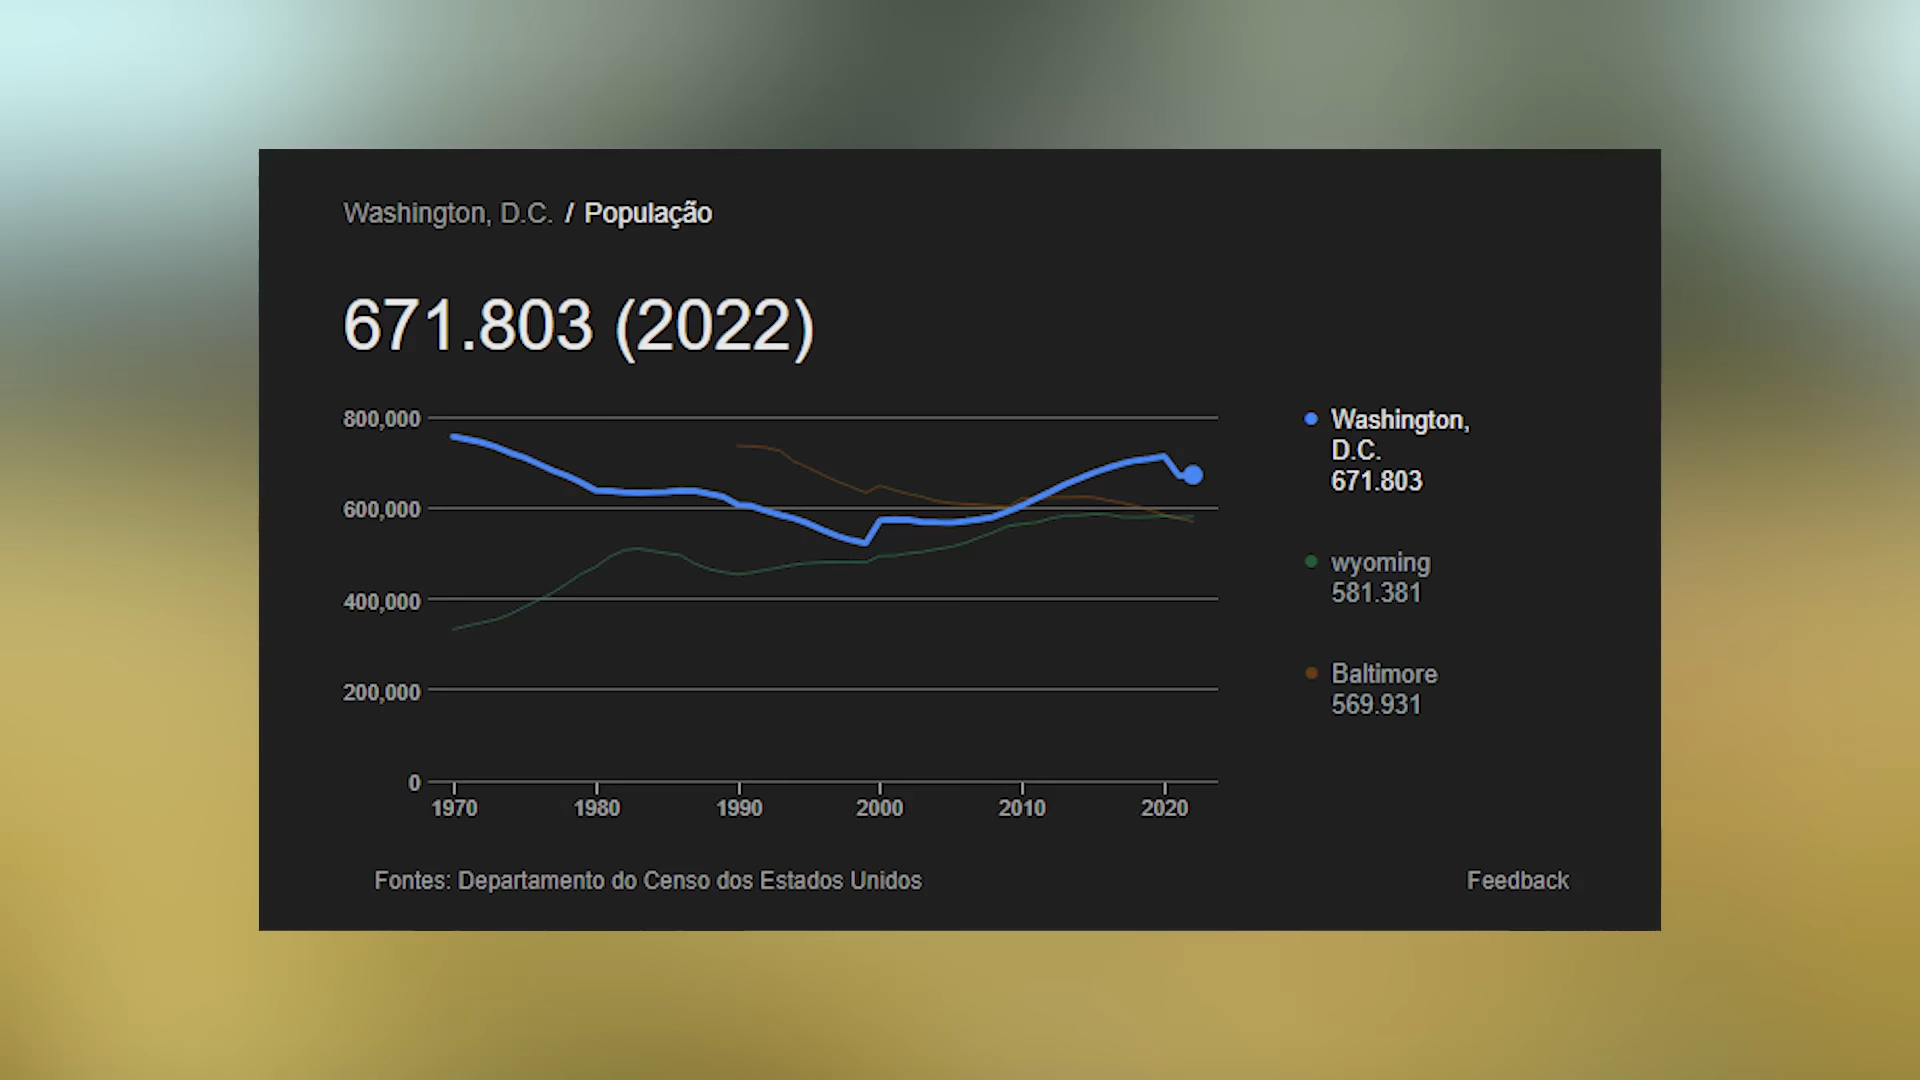 Washington, D.C. / População
671.803 (2022)
800,000
600,000
400,000
200,000
0
1970 1980 1990 2000 2010 2020
Washington,
D.C.
671.803
wyoming
581.381
Baltimore
569.931
Fontes: Departamento do Censo dos Estados Unidos
Feedback